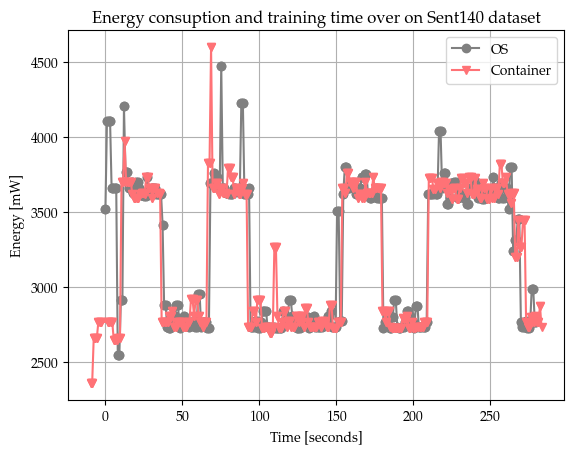 Energy consuption and training time over on Sent140 dataset
OS
Container
4500
4000
3500
3000
2500
Energy [mW]
0 50 100 150 200 250
Time [seconds]